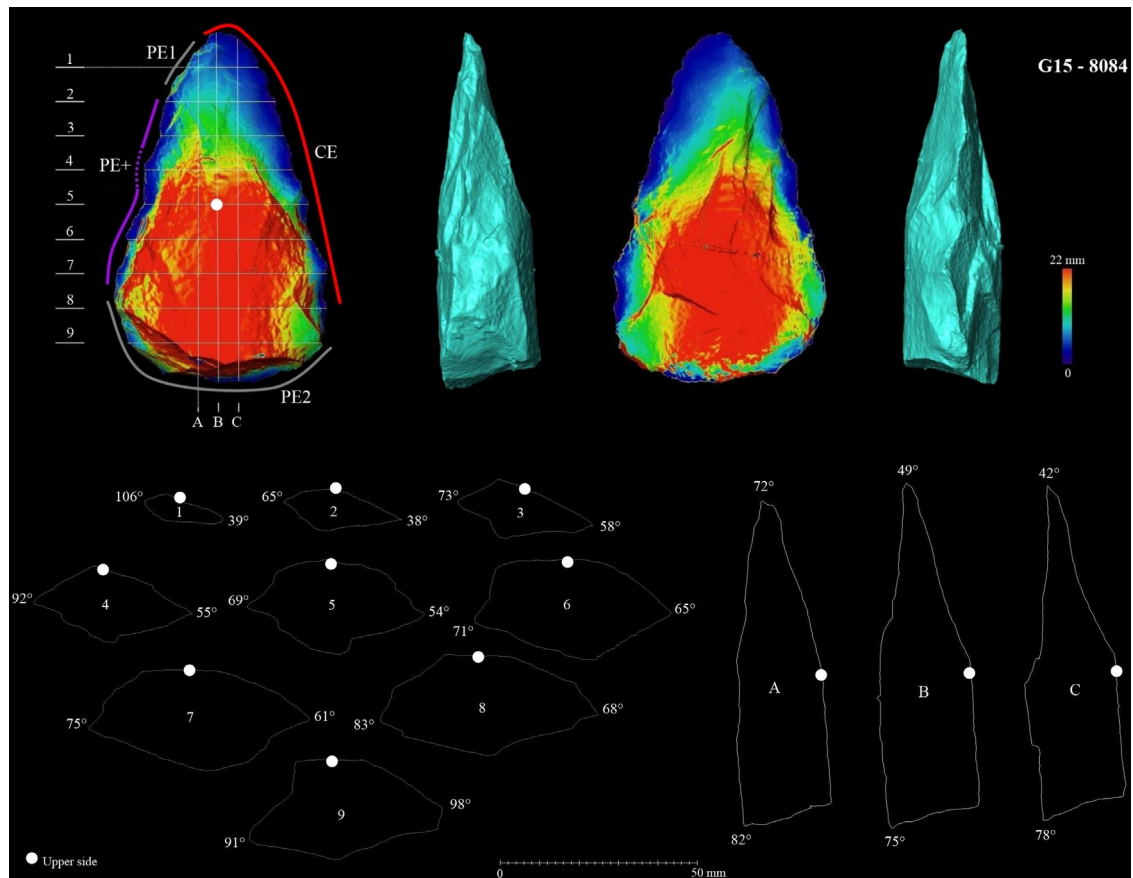 G15 - 8084
PE1
CE
PE+
PE2
1
2
3
4
5
6
7
8
9
A B C
22 mm
0
106° 1 39°
65° 2 38°
73° 3 58°
92° 4 55°
69° 5 54°
71° 6 65°
75° 7 61°
83° 8 68°
91° 9 98°
72° A 82°
49° B 75°
42° C 78°
Upper side
0 50 mm